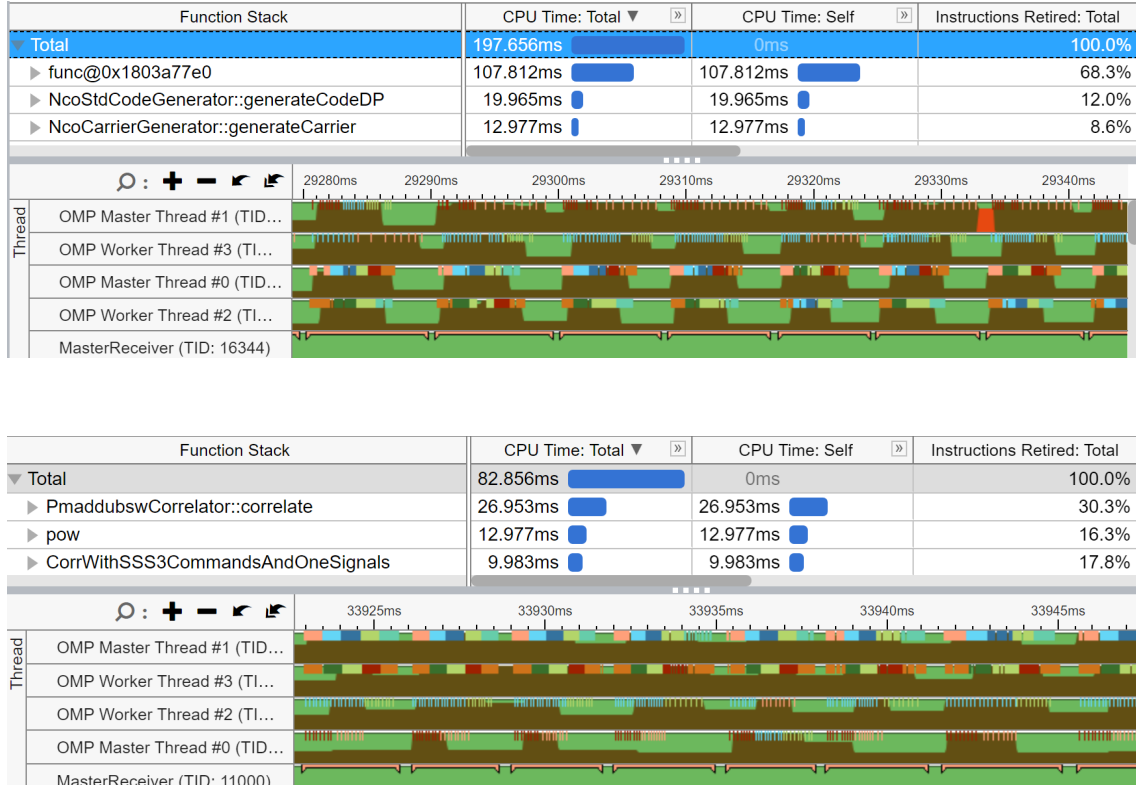 Function Stack CPU Time: Total ▼ » CPU Time: Self » Instructions Retired: Total
Total 197.656ms 0ms 100.0%
func@0x1803a77e0 107.812ms 107.812ms 68.3%
NcoStdCodeGenerator::generateCodeDP 19.965ms 19.965ms 12.0%
NcoCarrierGenerator::generateCarrier 12.977ms 12.977ms 8.6%
29280ms 29290ms 29300ms 29310ms 29320ms 29330ms 29340ms
Thread
OMP Master Thread #1 (TID...
OMP Worker Thread #3 (TI...
OMP Master Thread #0 (TID...
OMP Worker Thread #2 (TI...
MasterReceiver (TID: 16344)
Function Stack CPU Time: Total ▼ » CPU Time: Self » Instructions Retired: Total
Total 82.856ms 0ms 100.0%
PmaddubswCorrelator::correlate 26.953ms 26.953ms 30.3%
pow 12.977ms 12.977ms 16.3%
CorrWithSSS3CommandsAndOneSignals 9.983ms 9.983ms 17.8%
33925ms 33930ms 33935ms 33940ms 33945ms
Thread
OMP Master Thread #1 (TID...
OMP Worker Thread #3 (TI...
OMP Worker Thread #2 (TI...
OMP Master Thread #0 (TID...
MasterReceiver (TID: 11000)